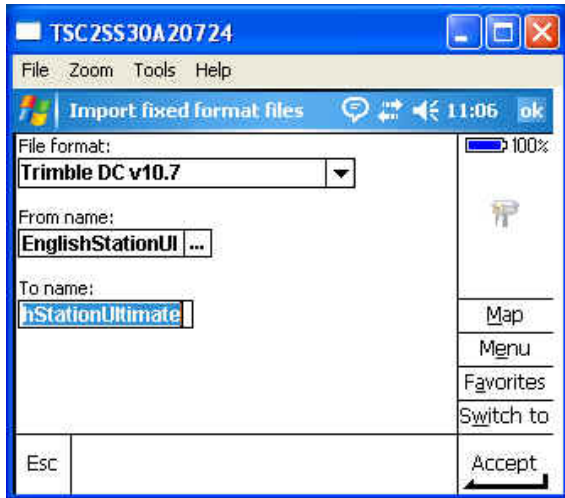 TSC2SS30A20724
File Zoom Tools Help
Import fixed format files 11:06 ok
File format:
100%
Trimble DC v10.7
From name:
EnglishStationUl ...
To name:
hStationUltimate
Map
Menu
Favorites
Switch to
Esc
Accept